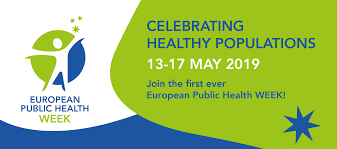 CELEBRATING
HEALTHY POPULATIONS
13-17 MAY 2019
Join the first ever
European Public Health WEEK!
EUROPEAN
PUBLIC HEALTH
WEEK